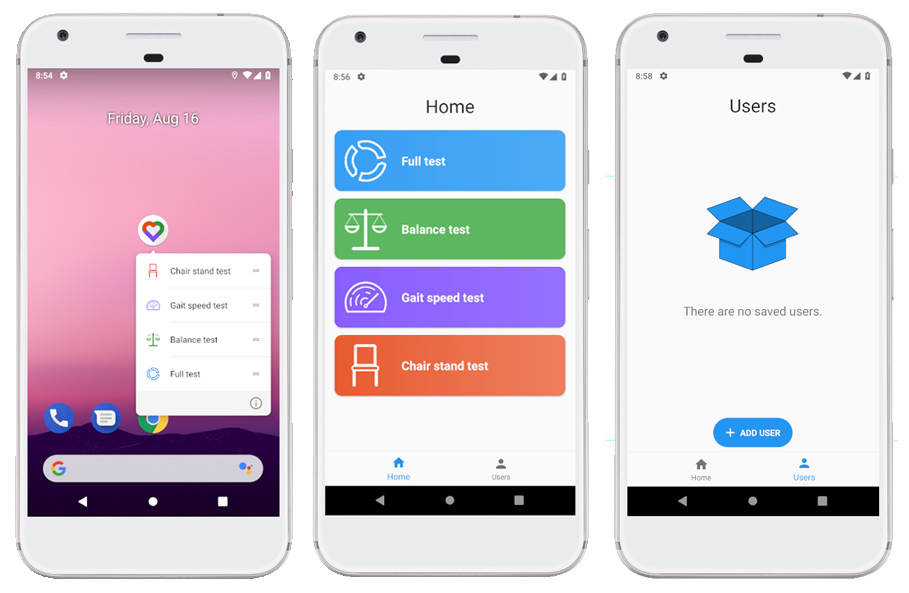 8:54
Friday, Aug 16
Chair stand test
Gait speed test
Balance test
Full test
G
8:56
Home
Full test
Balance test
Gait speed test
Chair stand test
Home
Users
8:58
Users
There are no saved users.
+ ADD USER
Home
Users